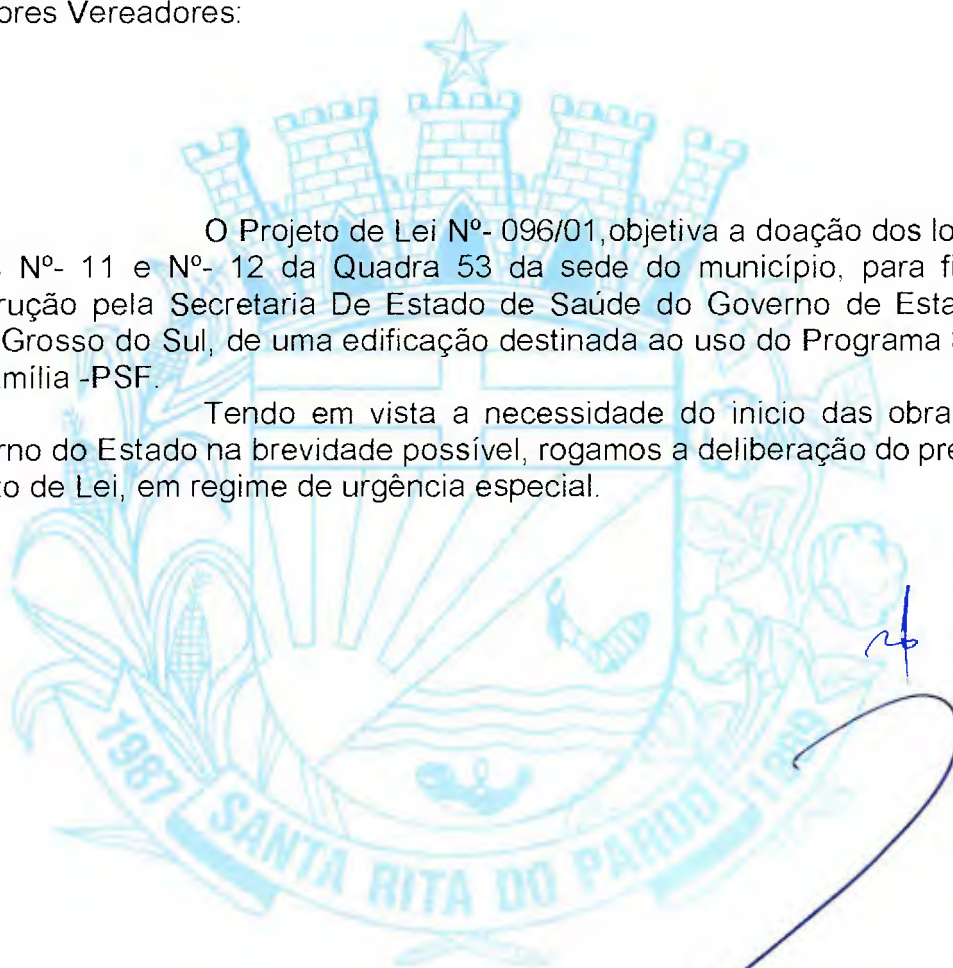 ores Vereadores:
O Projeto de Lei Nº- 096/01,objetiva a doação dos lo
Nº- 11 e Nº- 12 da Quadra 53 da sede do município, para fi
rução pela Secretaria De Estado de Saúde do Governo de Esta
Grosso do Sul, de uma edificação destinada ao uso do Programa
mília -PSF.
Tendo em vista a necessidade do inicio das obra
rno do Estado na brevidade possível, rogamos a deliberação do pre
to de Lei, em regime de urgência especial.
1987 SANTA RITA DO PARDO 1989